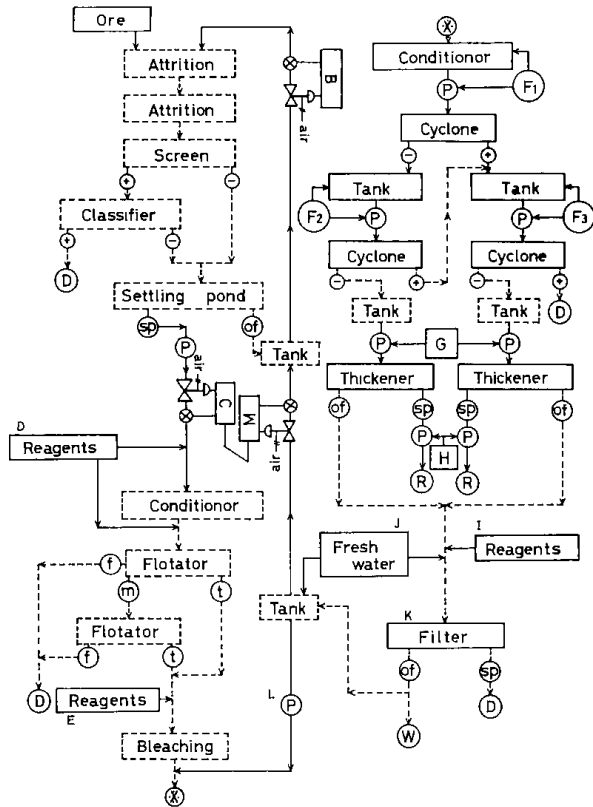 Ore
Attrition
B
air
Attrition
Screen
+
−
Classifier
+
−
D
Settling pond
sp
of
P
air
Tank
C
M
air
D
Reagents
Conditionor
f
Flotator
m
t
Flotator
f
t
D
Reagents
E
Bleaching
X
Tank
L
P
X
Conditionor
P
F1
Cyclone
−
+
Tank
Tank
F2
P
P
F3
Cyclone
Cyclone
−
+
−
+
Tank
Tank
D
P
G
P
Thickener
Thickener
of
sp
sp
of
P
P
H
R
R
J
I
Fresh
water
Reagents
K
Filter
of
sp
D
W